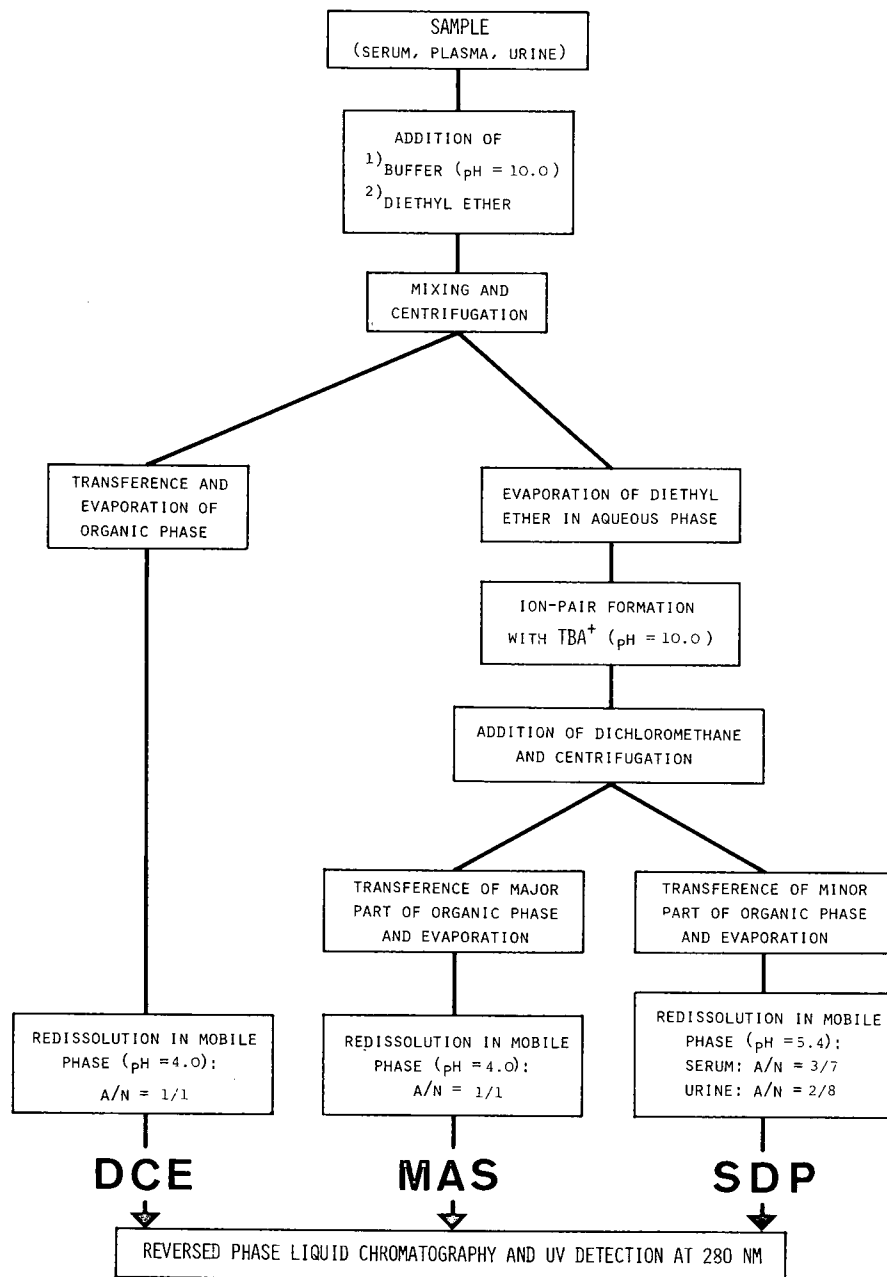 SAMPLE
(SERUM, PLASMA, URINE)
ADDITION OF
1) BUFFER (pH = 10.0)
2) DIETHYL ETHER
MIXING AND
CENTRIFUGATION
TRANSFERENCE AND
EVAPORATION OF
ORGANIC PHASE
EVAPORATION OF DIETHYL
ETHER IN AQUEOUS PHASE
ION-PAIR FORMATION
WITH TBA+ (pH = 10.0)
ADDITION OF DICHLOROMETHANE
AND CENTRIFUGATION
TRANSFERENCE OF MAJOR
PART OF ORGANIC PHASE
AND EVAPORATION
TRANSFERENCE OF MINOR
PART OF ORGANIC PHASE
AND EVAPORATION
REDISSOLUTION IN MOBILE
PHASE (pH =4.0):
A/N = 1/1
REDISSOLUTION IN MOBILE
PHASE (pH =4.0):
A/N = 1/1
REDISSOLUTION IN MOBILE
PHASE (pH =5.4):
SERUM: A/N = 3/7
URINE: A/N = 2/8
DCE
MAS
SDP
REVERSED PHASE LIQUID CHROMATOGRAPHY AND UV DETECTION AT 280 NM